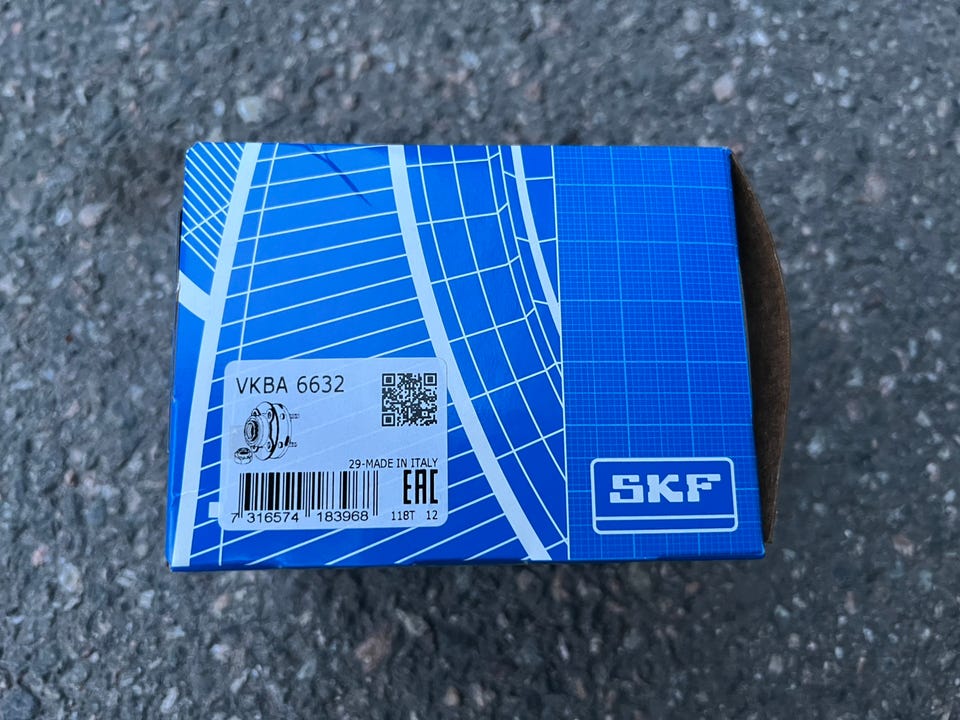 VKBA 6632
29-MADE IN ITALY
EAC
7 316574 183968
118T 12
SKF